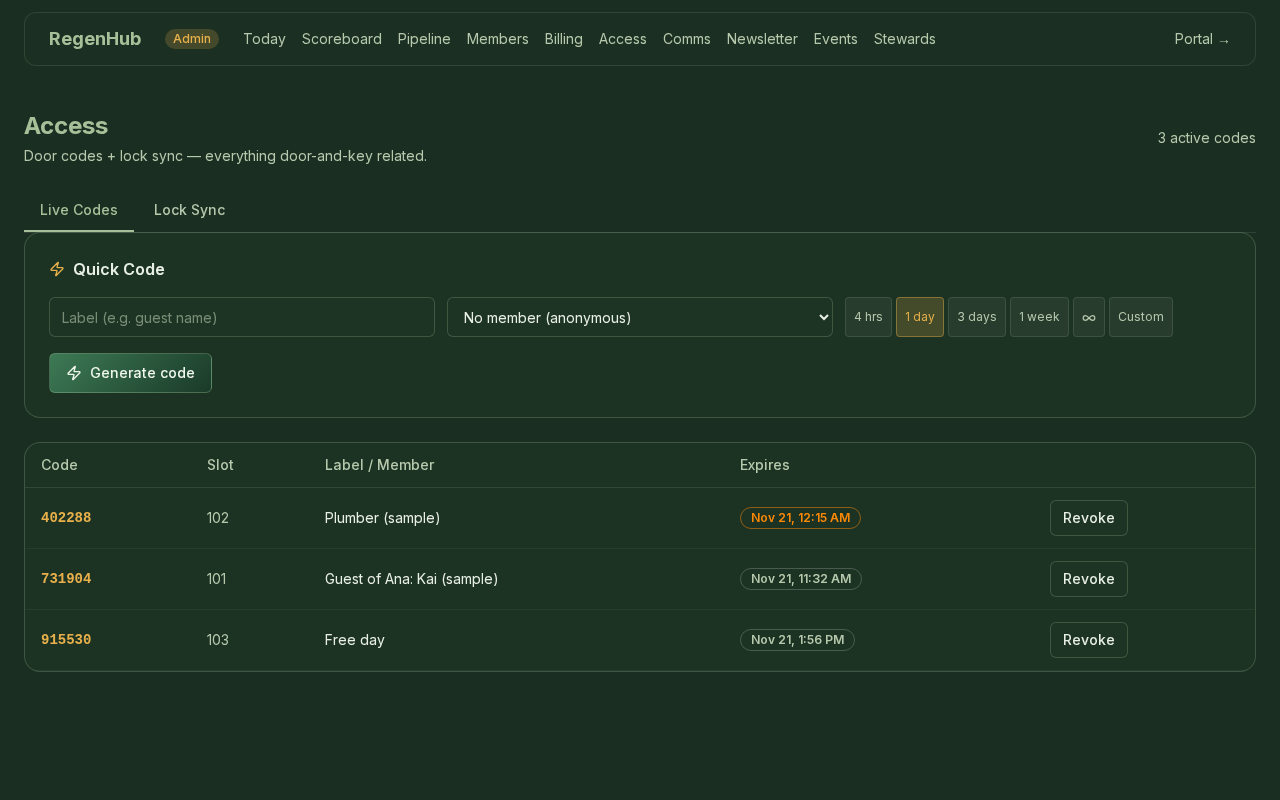 RegenHub Admin Today Scoreboard Pipeline Members Billing Access Comms Newsletter Events Stewards Portal →
Access
Door codes + lock sync — everything door-and-key related.
3 active codes
Live Codes Lock Sync
Quick Code
Label (e.g. guest name) No member (anonymous) 4 hrs 1 day 3 days 1 week ∞ Custom
Generate code
Code Slot Label / Member Expires
402288 102 Plumber (sample) Nov 21, 12:15 AM Revoke
731904 101 Guest of Ana: Kai (sample) Nov 21, 11:32 AM Revoke
915530 103 Free day Nov 21, 1:56 PM Revoke